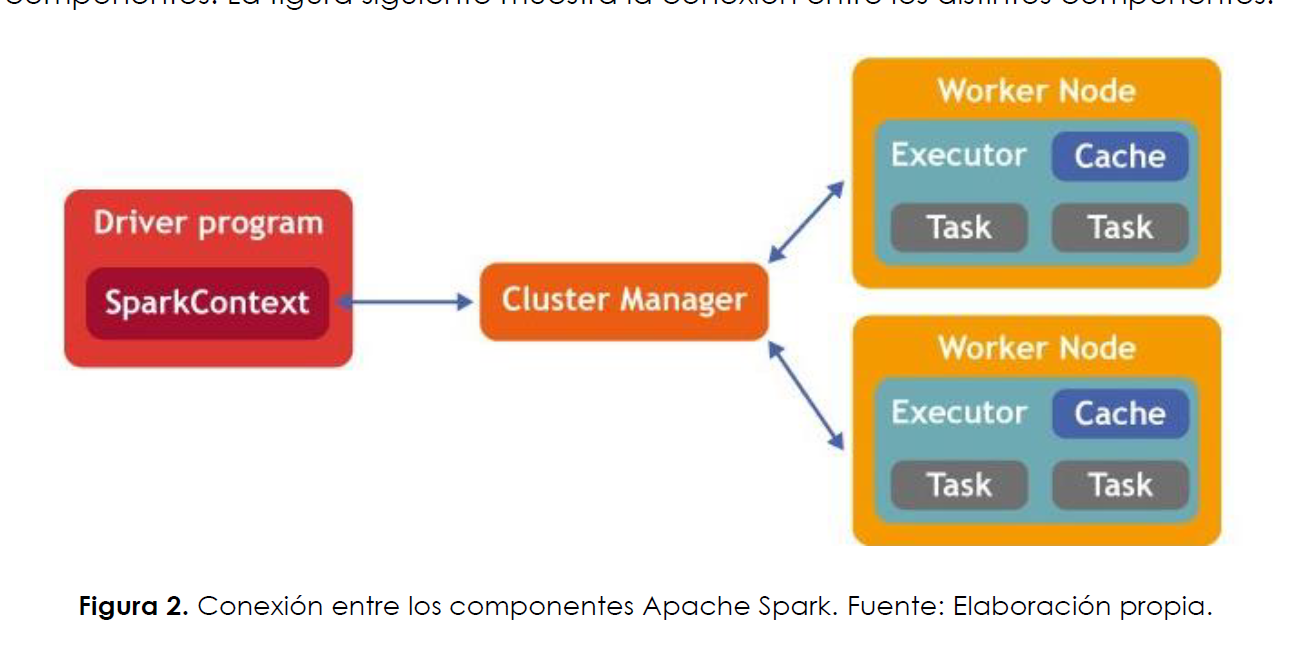 componentes. La figura siguiente muestra la conexión entre los distintos componentes.
Worker Node
Executor Cache
Task Task
Driver program
SparkContext
Cluster Manager
Worker Node
Executor Cache
Task Task
Figura 2. Conexión entre los componentes Apache Spark. Fuente: Elaboración propia.